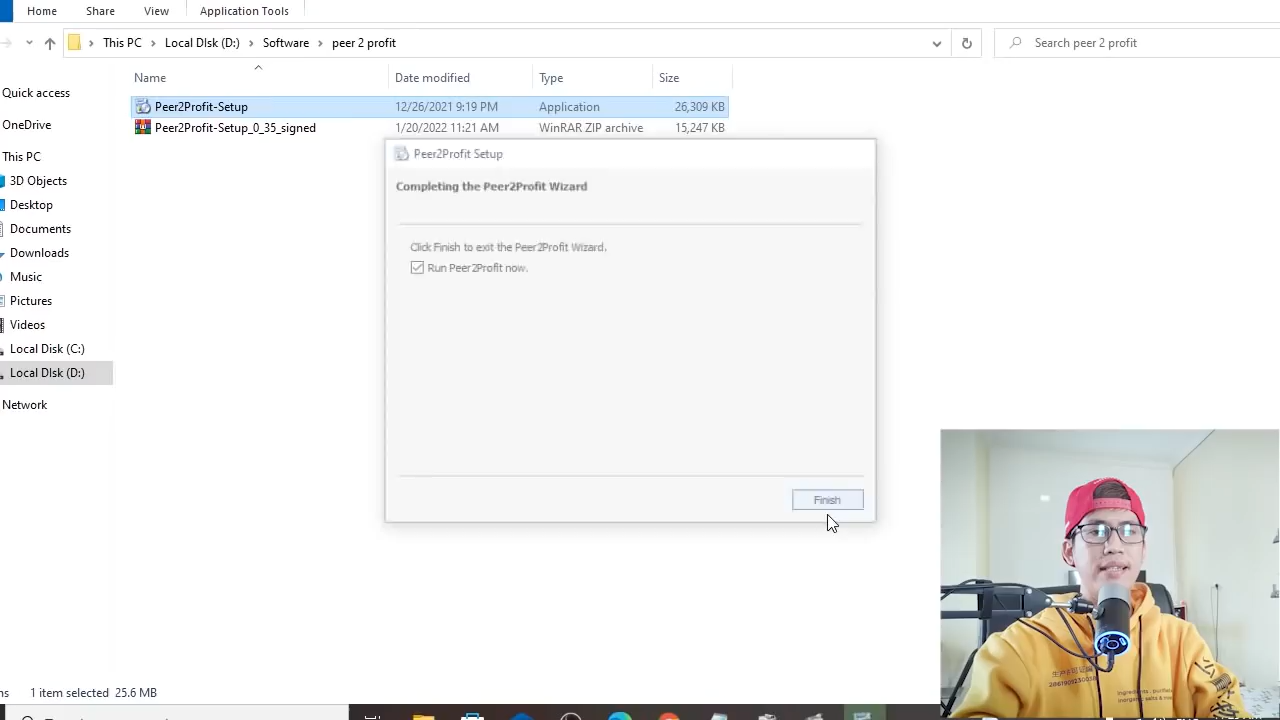 Home Share View Application Tools
This PC Local DIsk (D:) Software peer 2 profit Search peer 2 profit
Name Date modified Type Size
Quick access
Peer2Profit-Setup 12/26/2021 9:19 PM Application 26,309 KB
OneDrive
Peer2Profit-Setup_0_35_signed 1/20/2022 11:21 AM WinRAR ZIP archive 15,247 KB
This PC
3D Objects
Desktop
Documents
Downloads
Music
Pictures
Videos
Local Disk (C:)
Local DIsk (D:)
Network
Peer2Profit Setup
Completing the Peer2Profit Wizard
Click Finish to exit the Peer2Profit Wizard.
Run Peer2Profit now.
Finish
1 item selected 25.6 MB